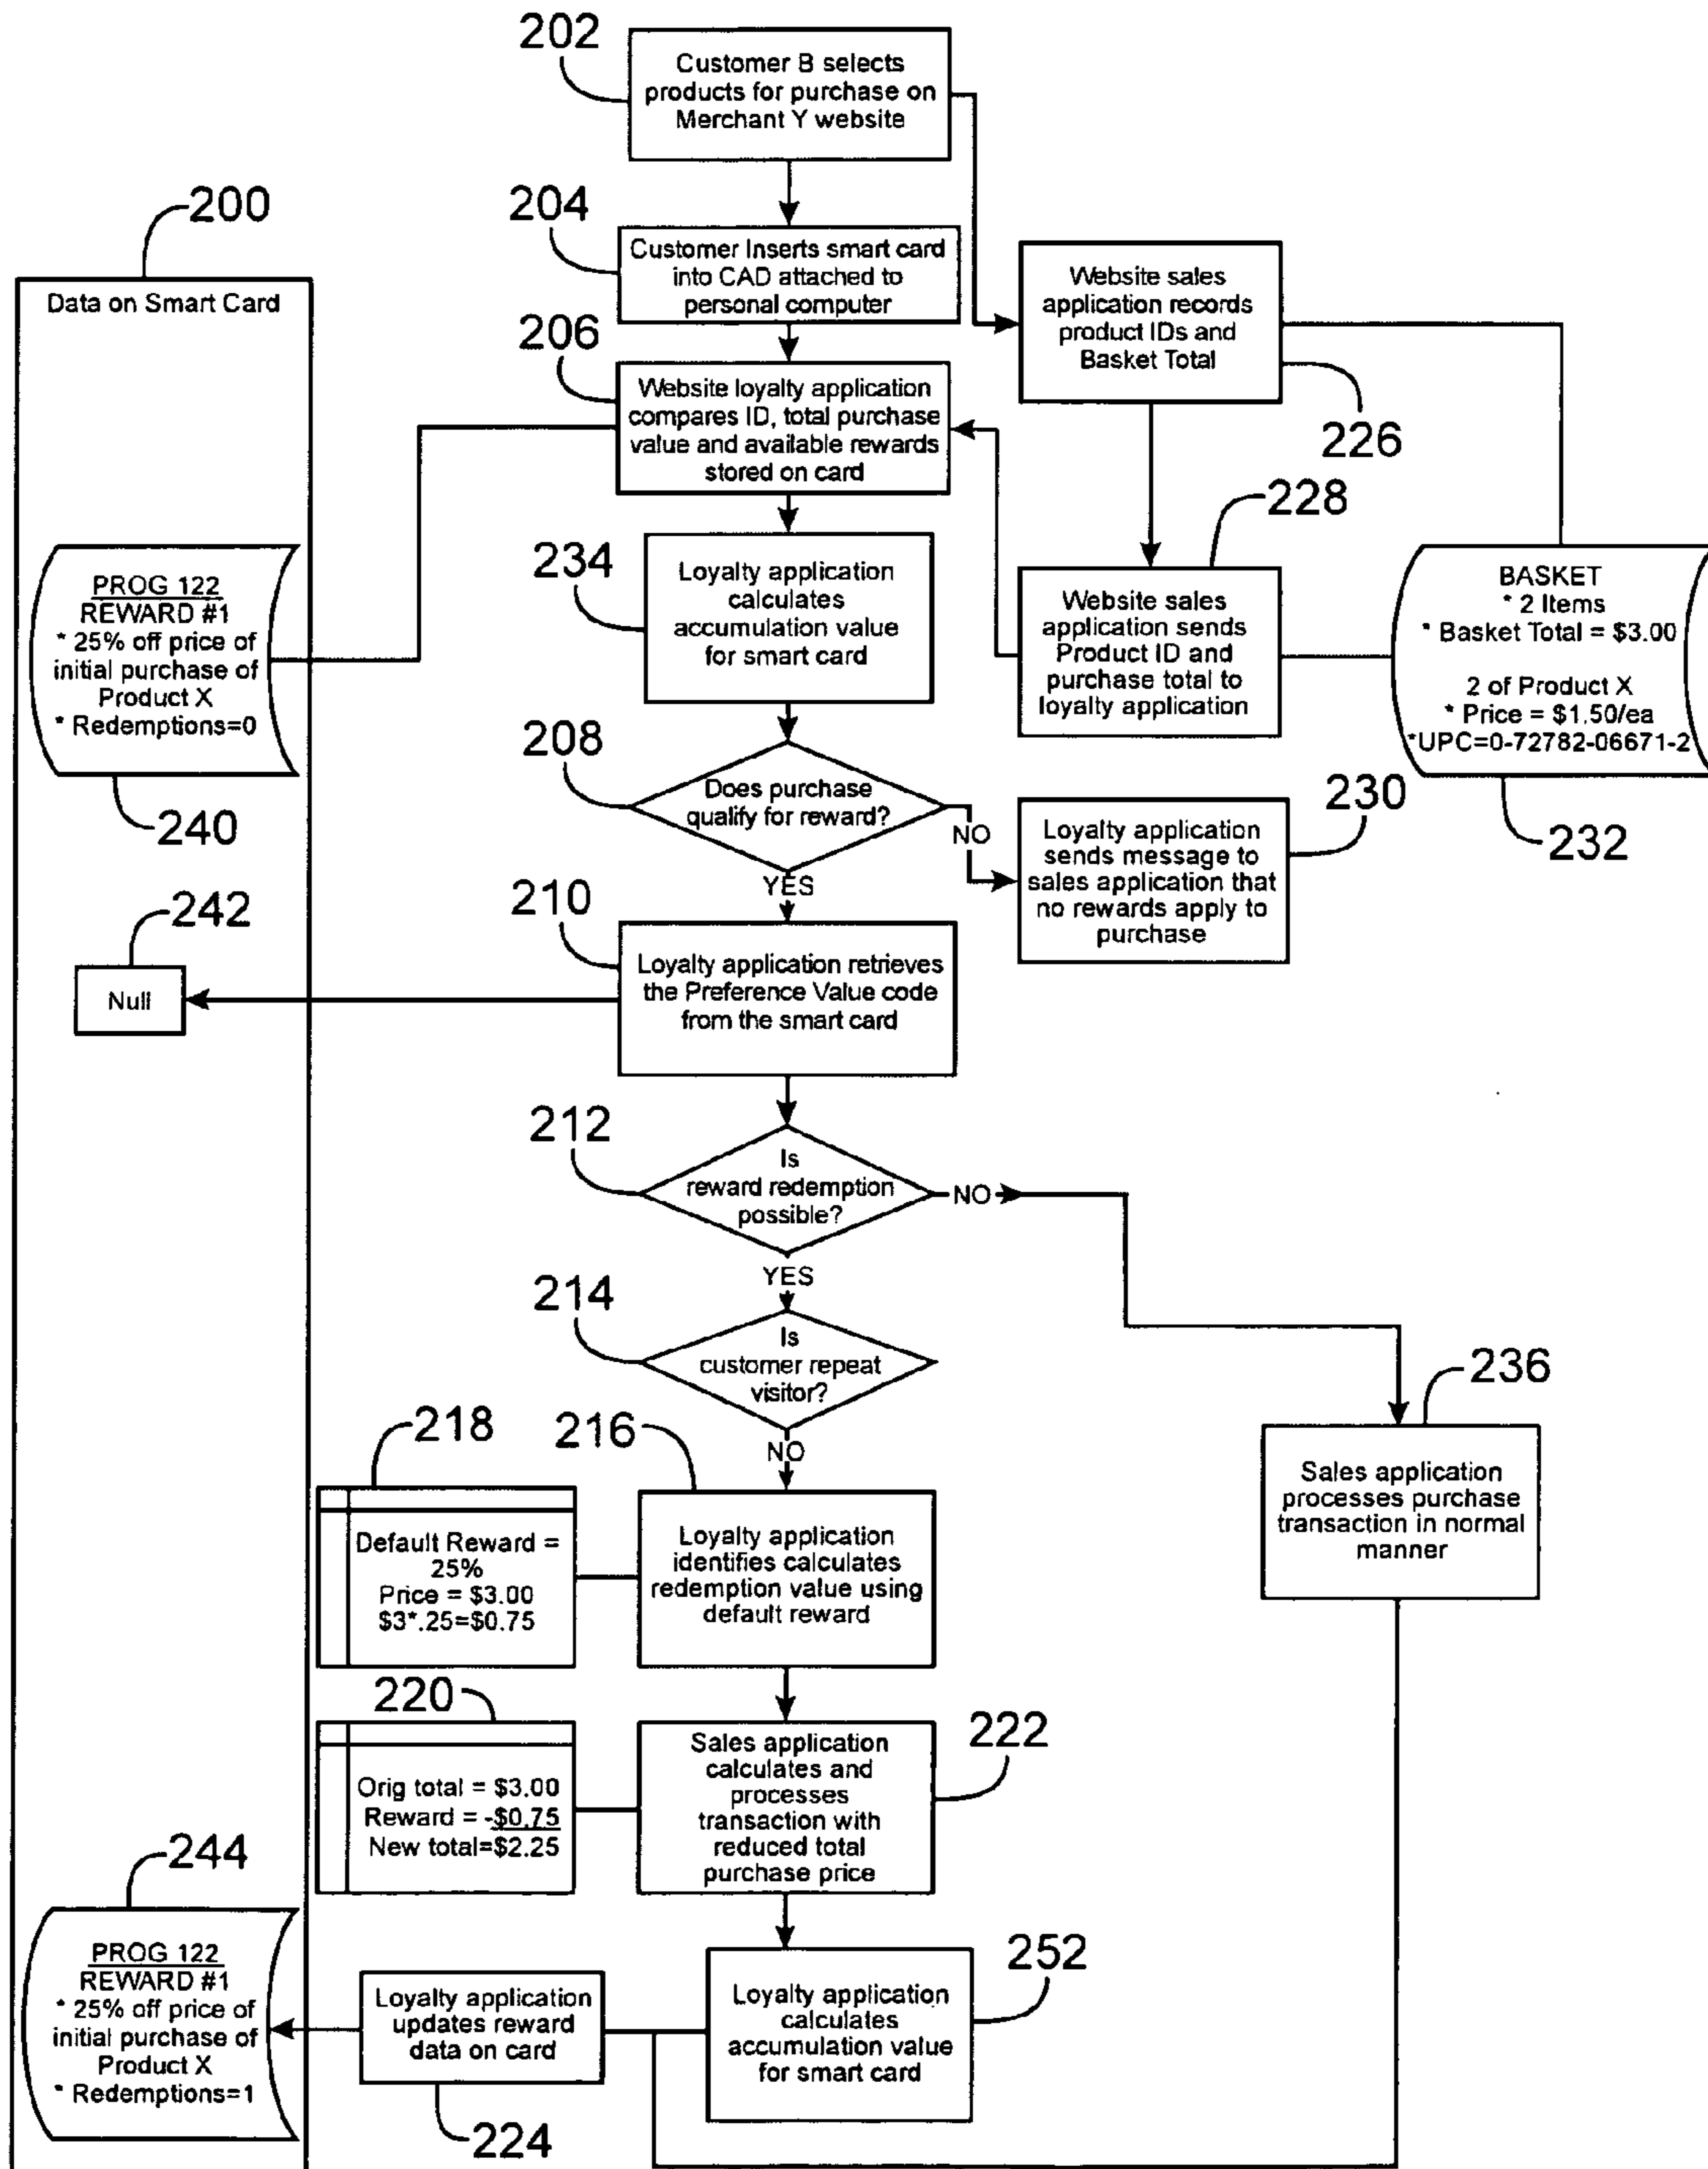 202
Customer B selects
products for purchase on
Merchant Y website
200
Data on Smart Card
204
Customer Inserts smart card
into CAD attached to
personal computer
Website sales
application records
product IDs and
Basket Total
226
206
Website loyalty application
compares ID, total purchase
value and available rewards
stored on card
228
Website sales
application sends
Product ID and
purchase total to
loyalty application
BASKET
* 2 Items
* Basket Total = $3.00
2 of Product X
* Price = $1.50/ea
*UPC=0-72782-06671-2
232
PROG 122
REWARD #1
* 25% off price of
initial purchase of
Product X
* Redemptions=0
240
234
Loyalty application
calculates
accumulation value
for smart card
208
Does purchase
qualify for reward?
NO
YES
230
Loyalty application
sends message to
sales application that
no rewards apply to
purchase
242
Null
210
Loyalty application retrieves
the Preference Value code
from the smart card
212
Is
reward redemption
possible?
NO
YES
214
Is
customer repeat
visitor?
NO
236
Sales application
processes purchase
transaction in normal
manner
218
Default Reward =
25%
Price = $3.00
$3*.25=$0.75
216
Loyalty application
identifies calculates
redemption value using
default reward
220
Orig total = $3.00
Reward = -$0.75
New total=$2.25
222
Sales application
calculates and
processes
transaction with
reduced total
purchase price
244
PROG 122
REWARD #1
* 25% off price of
initial purchase of
Product X
* Redemptions=1
Loyalty application
updates reward
data on card
224
252
Loyalty application
calculates
accumulation value
for smart card